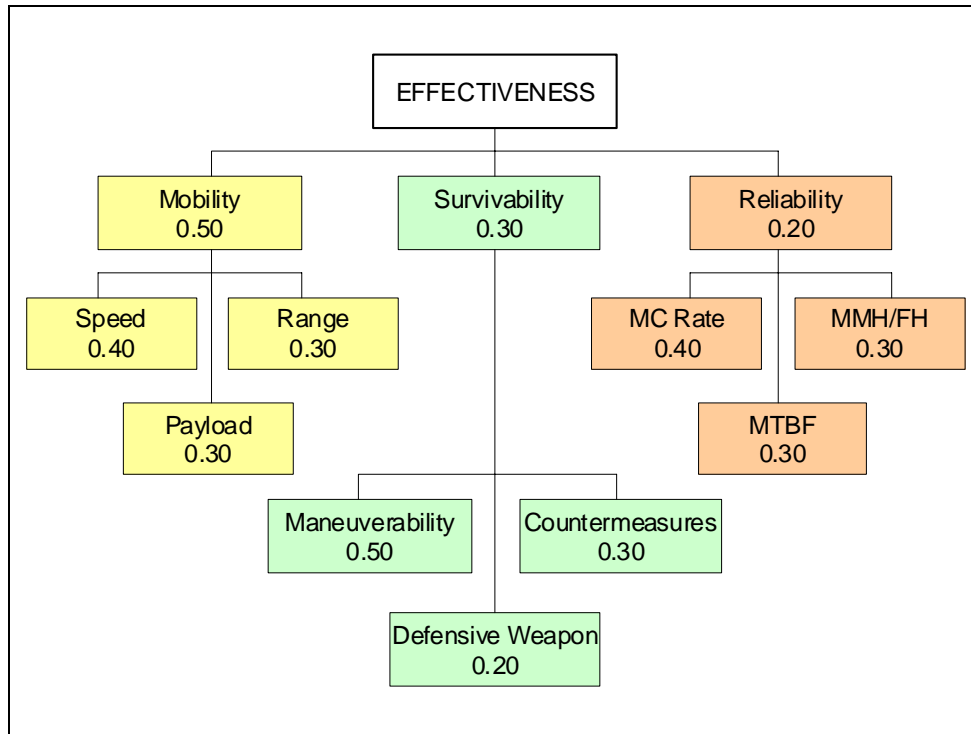 EFFECTIVENESS
Mobility
0.50
Survivability
0.30
Reliability
0.20
Speed
0.40
Range
0.30
MC Rate
0.40
MMH/FH
0.30
Payload
0.30
MTBF
0.30
Maneuverability
0.50
Countermeasures
0.30
Defensive Weapon
0.20